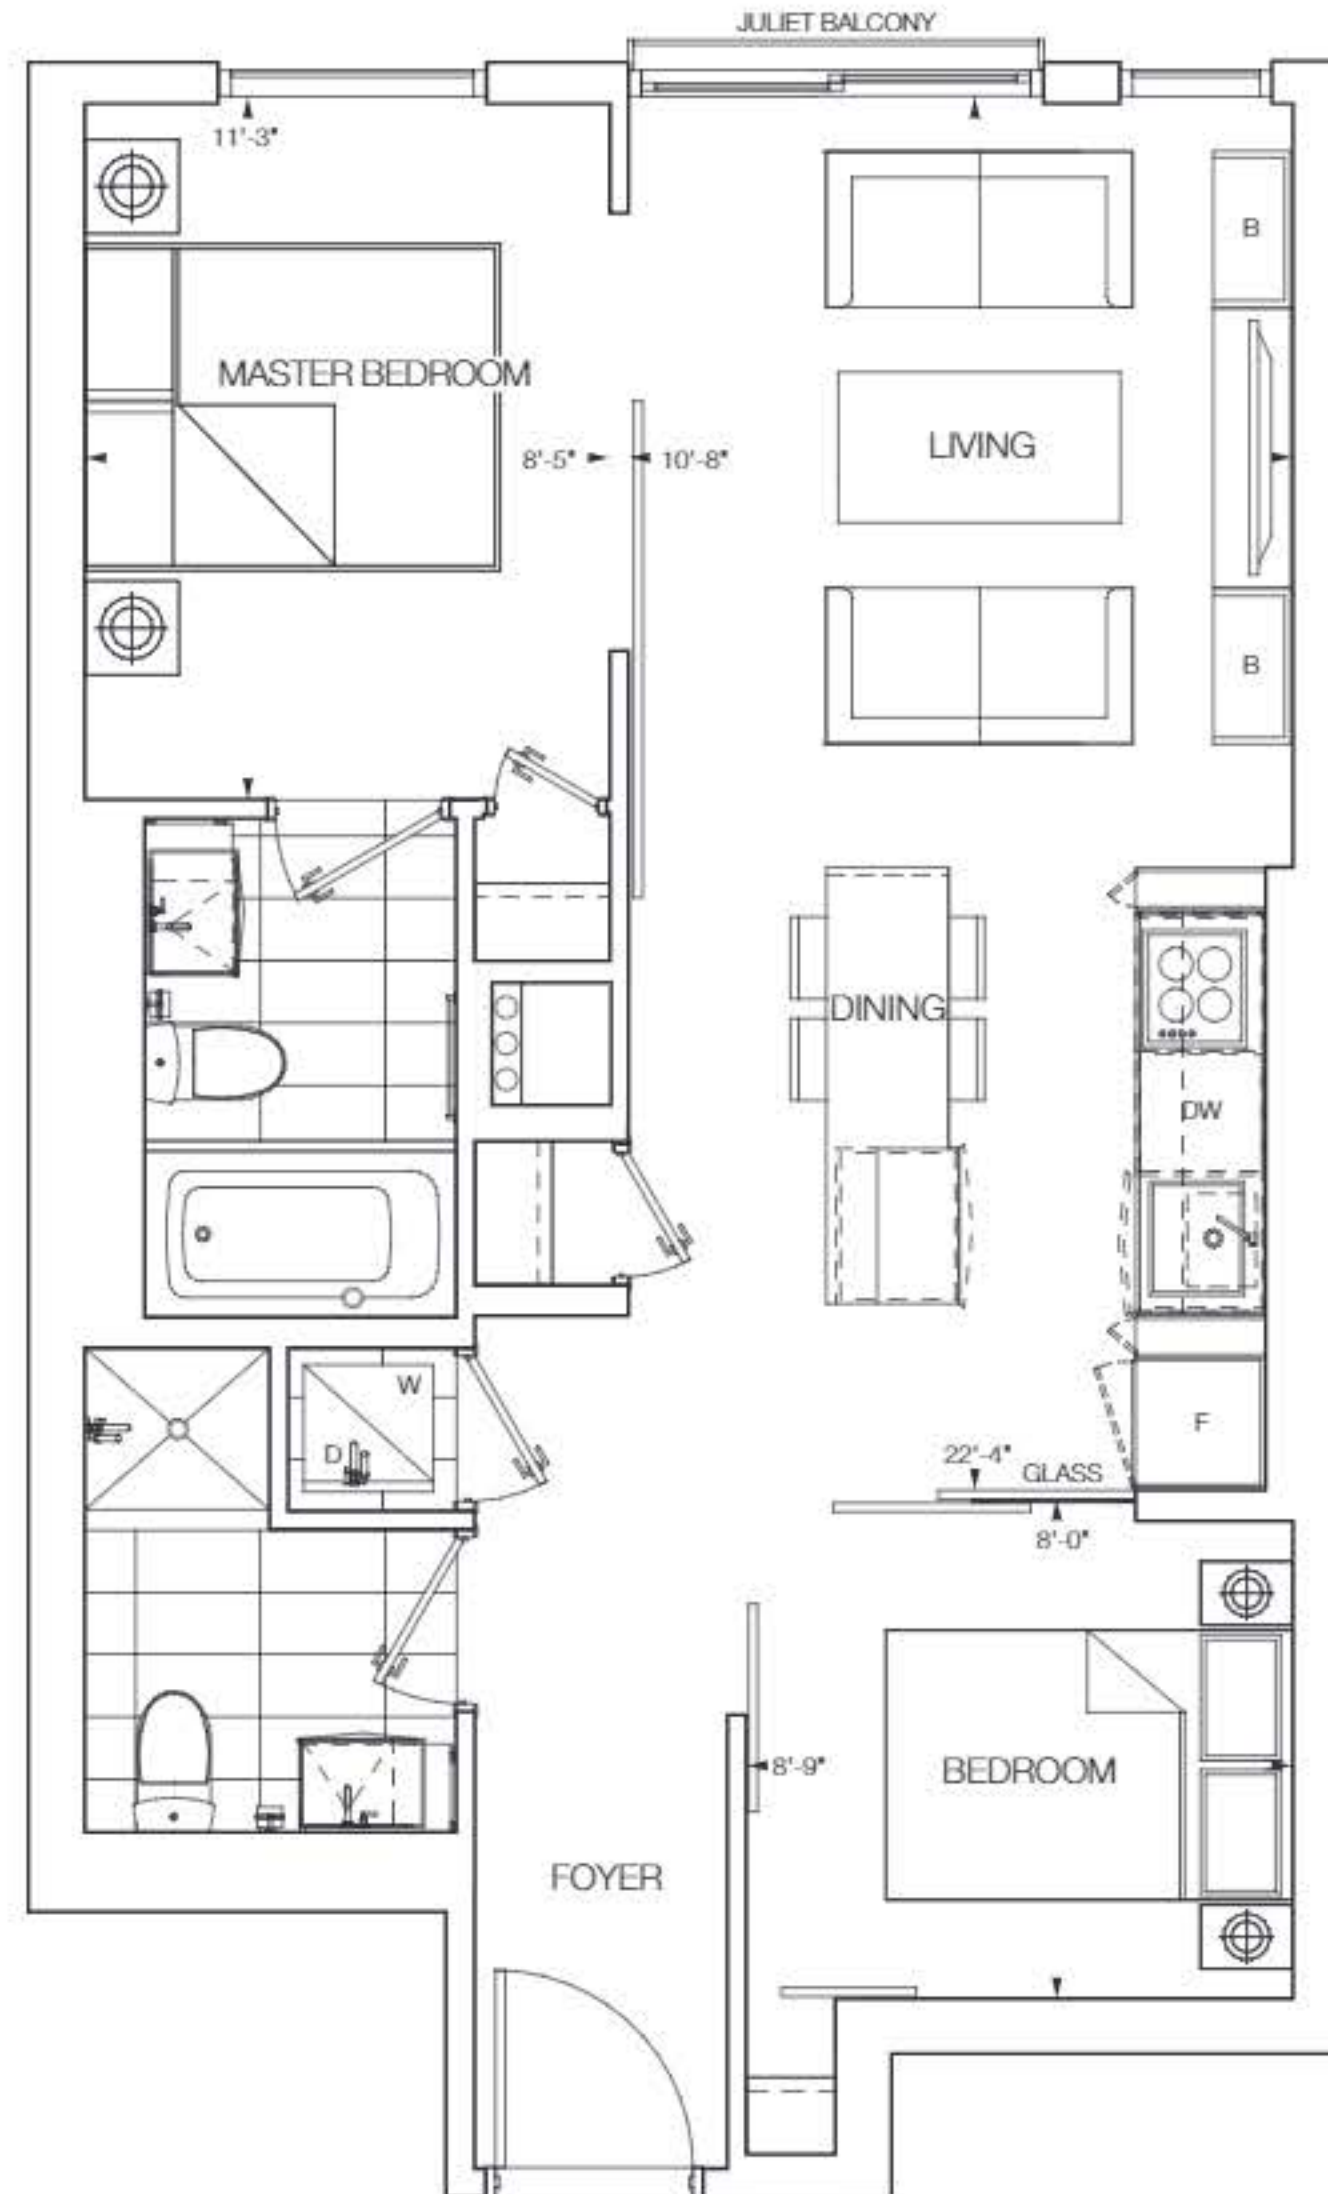 JULIET BALCONY
11'-3"
B
MASTER BEDROOM
LIVING
8'-5"
10'-8"
B
DINING
DW
W
D
F
22'-4"
GLASS
8'-0"
8'-9"
BEDROOM
FOYER